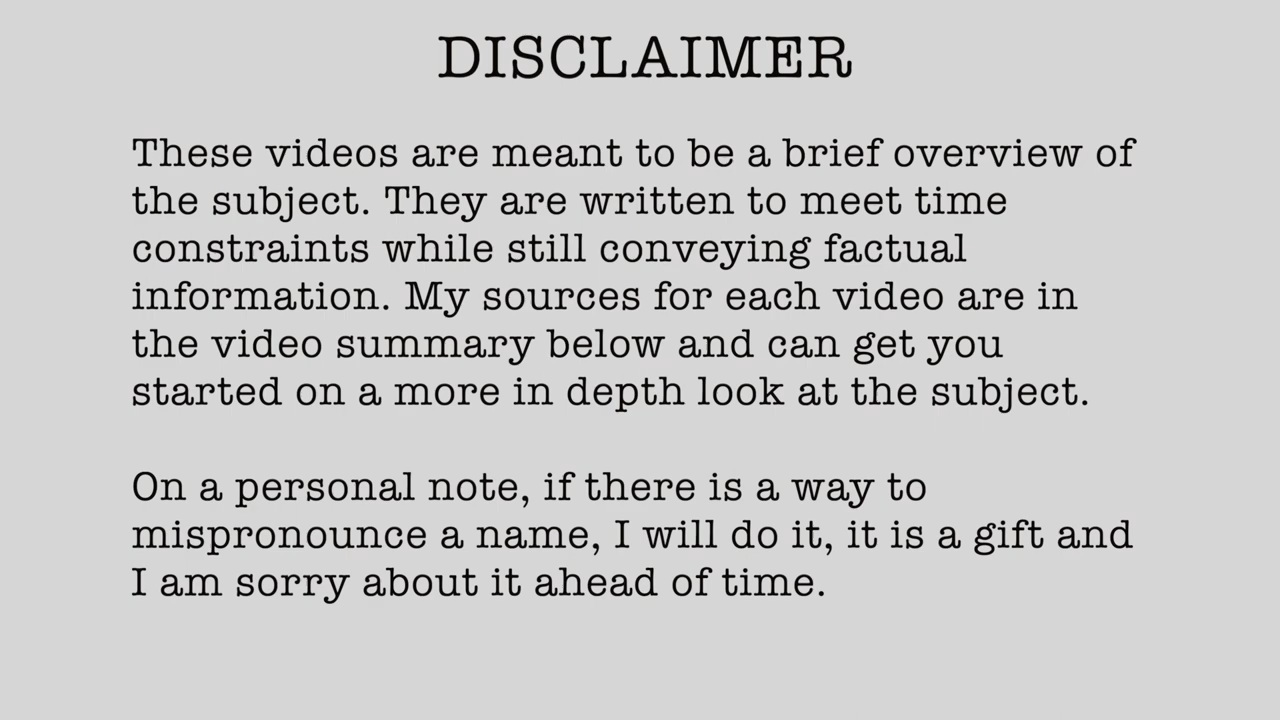 DISCLAIMER
These videos are meant to be a brief overview of
the subject. They are written to meet time
constraints while still conveying factual
information. My sources for each video are in
the video summary below and can get you
started on a more in depth look at the subject.
On a personal note, if there is a way to
mispronounce a name, I will do it, it is a gift and
I am sorry about it ahead of time.